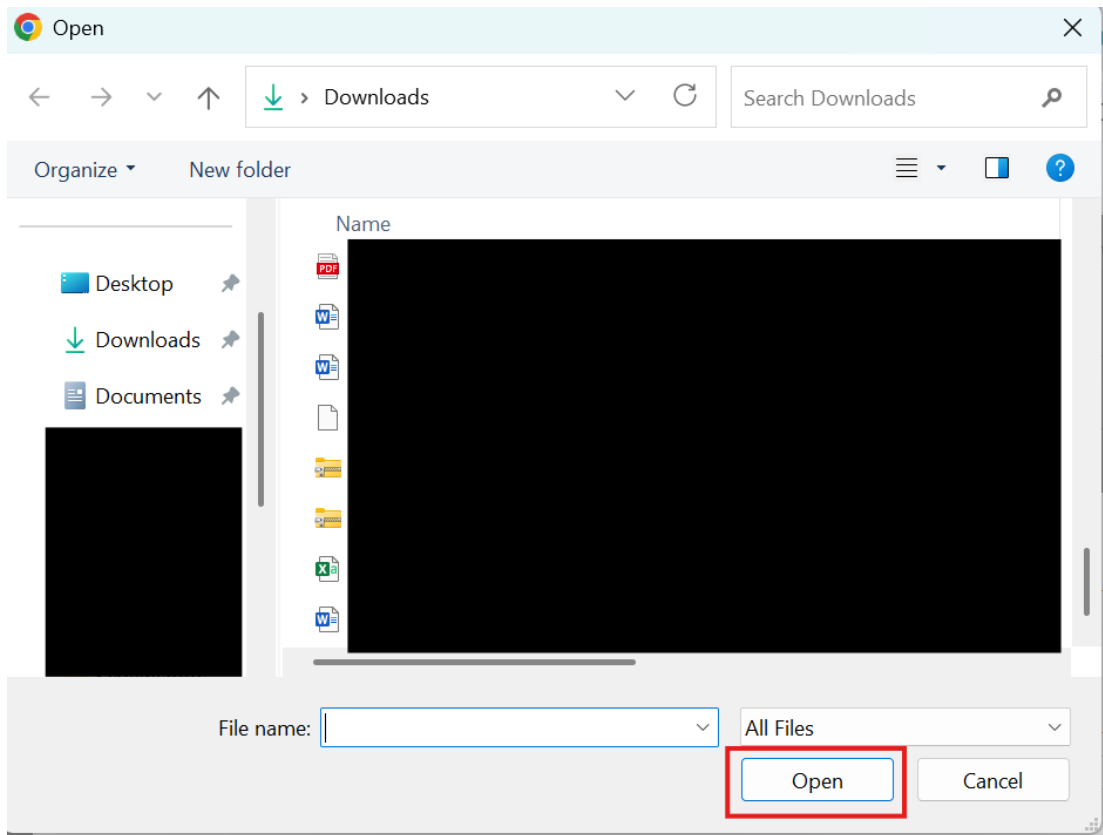 Open
Downloads
Search Downloads
Organize
New folder
Name
Desktop
Downloads
Documents
PDF
W
W
X a
W
File name:
All Files
Open
Cancel